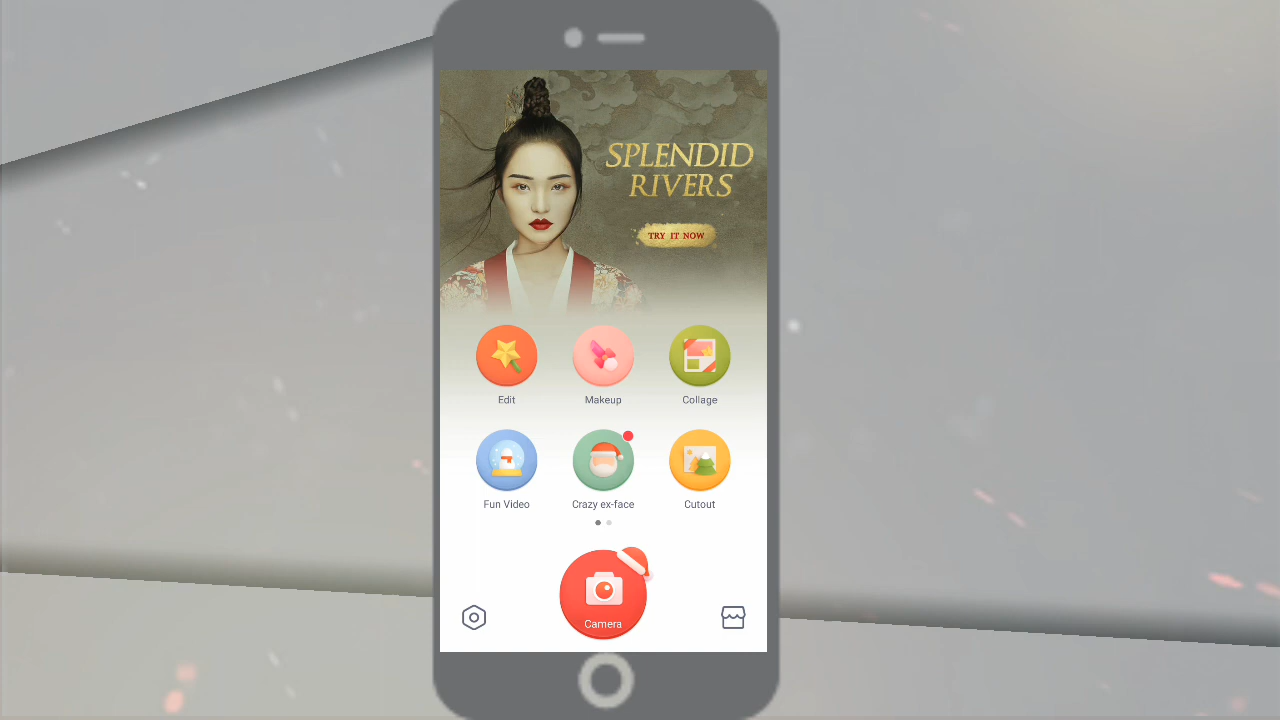 SPLENDID
RIVERS
TRY IT NOW
Edit
Makeup
Collage
Fun Video
Crazy ex-face
Cutout
Camera